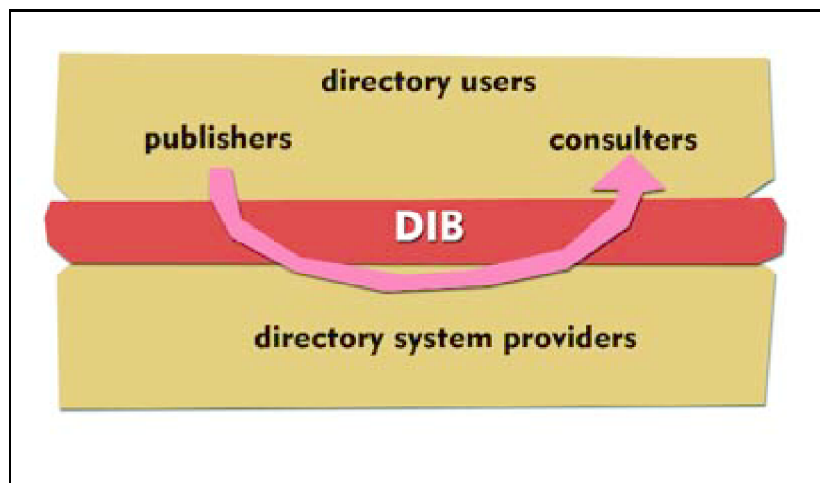 directory users
publishers consulters
DIB
directory system providers